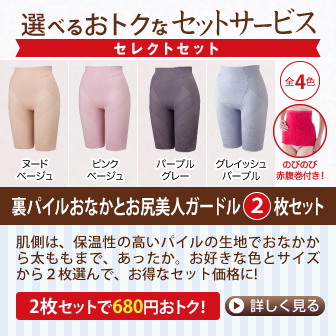 選べるおトクなセットサービス
セレクトセット
全4色
ヌード
ベージュ
ピンク
ベージュ
パープル
グレー
グレイッシュ
パープル
のびのび
赤腹巻付き!
裏パイルおなかとお尻美人ガードル2枚セット
肌側は、保温性の高いパイルの生地でおなかか
ら太ももまで、あったか。お好きな色とサイズ
から２枚選んで、お得なセット価格に!
2枚セットで680円おトク!
詳しく見る